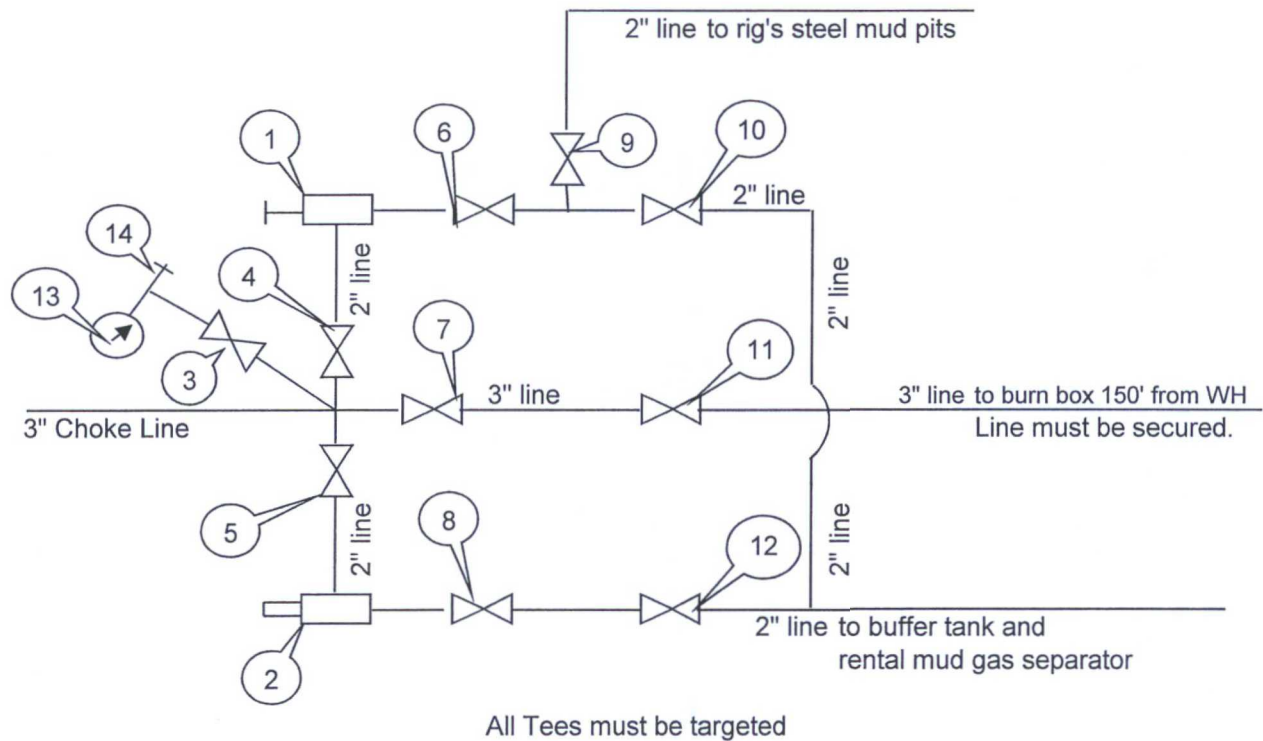 2" line to rig's steel mud pits
1
6
9
10
2" line
14
2" line
13
4
2" line
3
7
11
3" line
3" line to burn box 150' from WH
3" Choke Line
Line must be secured.
5
2" line
8
12
2" line
2
2" line to buffer tank and
rental mud gas separator
All Tees must be targeted